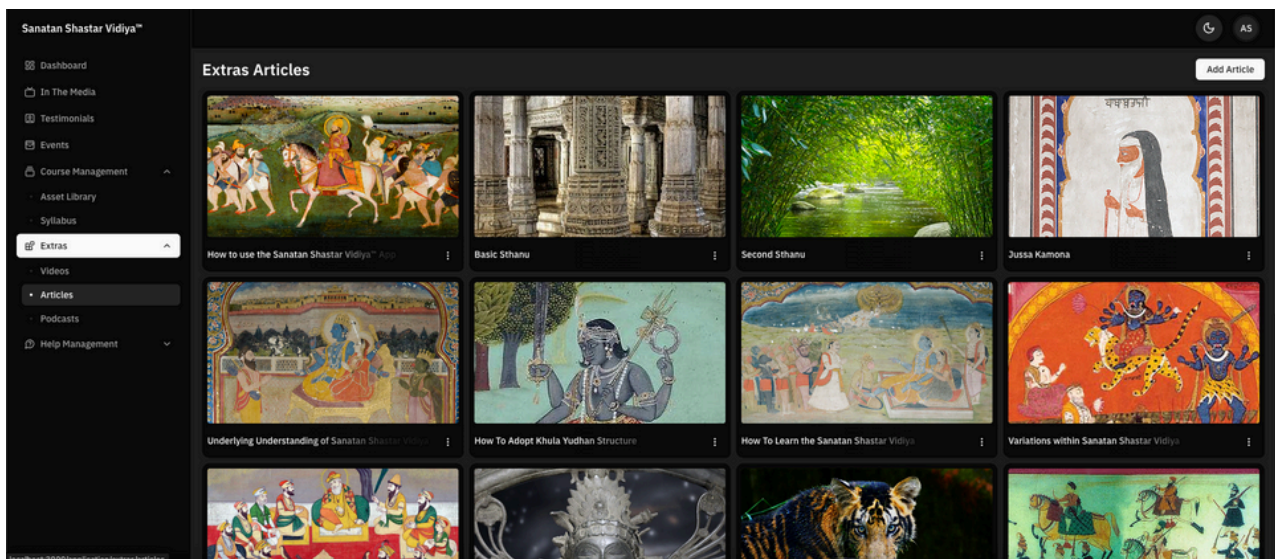 Sanatan Shastar Vidiya™
AS
Dashboard
In The Media
Testimonials
Events
Course Management
Asset Library
Syllabus
Extras
Videos
Articles
Podcasts
Help Management
Extras Articles
Add Article
How to use the Sanatan Shastar Vidiya™ App
Basic Sthanu
Second Sthanu
Jussa Kamona
Underlying Understanding of Sanatan Shastar Vidiya
How To Adopt Khula Yudhan Structure
How To Learn the Sanatan Shastar Vidiya
Variations within Sanatan Shastar Vidiya